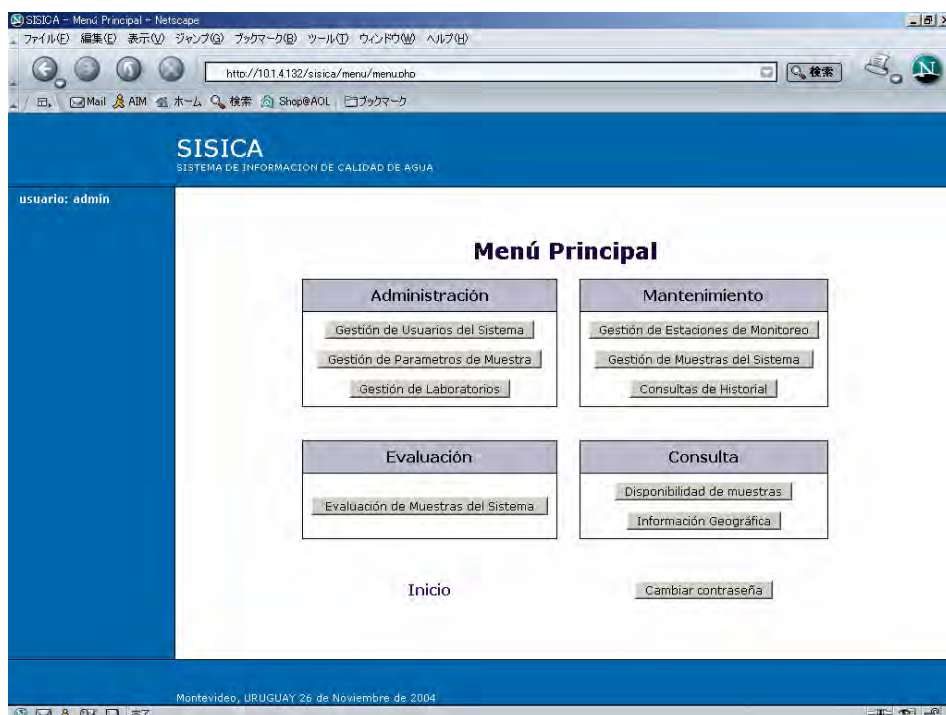 SISICA - Menú Principal - Netscape
ファイル(F) 編集(E) 表示(V) ジャンプ(G) ブックマーク(B) ツール(T) ウィンドウ(W) ヘルプ(H)
http://10.1.4.132/sisica/menu/menu.php 検索
Mail AIM ホーム 検索 Shop@AOL ブックマーク
SISICA
SISTEMA DE INFORMACION DE CALIDAD DE AGUA
usuario: admin
Menú Principal
Administración
Gestión de Usuarios del Sistema
Gestión de Parametros de Muestra
Gestión de Laboratorios
Mantenimiento
Gestión de Estaciones de Monitoreo
Gestión de Muestras del Sistema
Consultas de Historial
Evaluación
Evaluación de Muestras del Sistema
Consulta
Disponibilidad de muestras
Información Geográfica
Inicio
Cambiar contraseña
Montevideo, URUGUAY 26 de Noviembre de 2004
完了